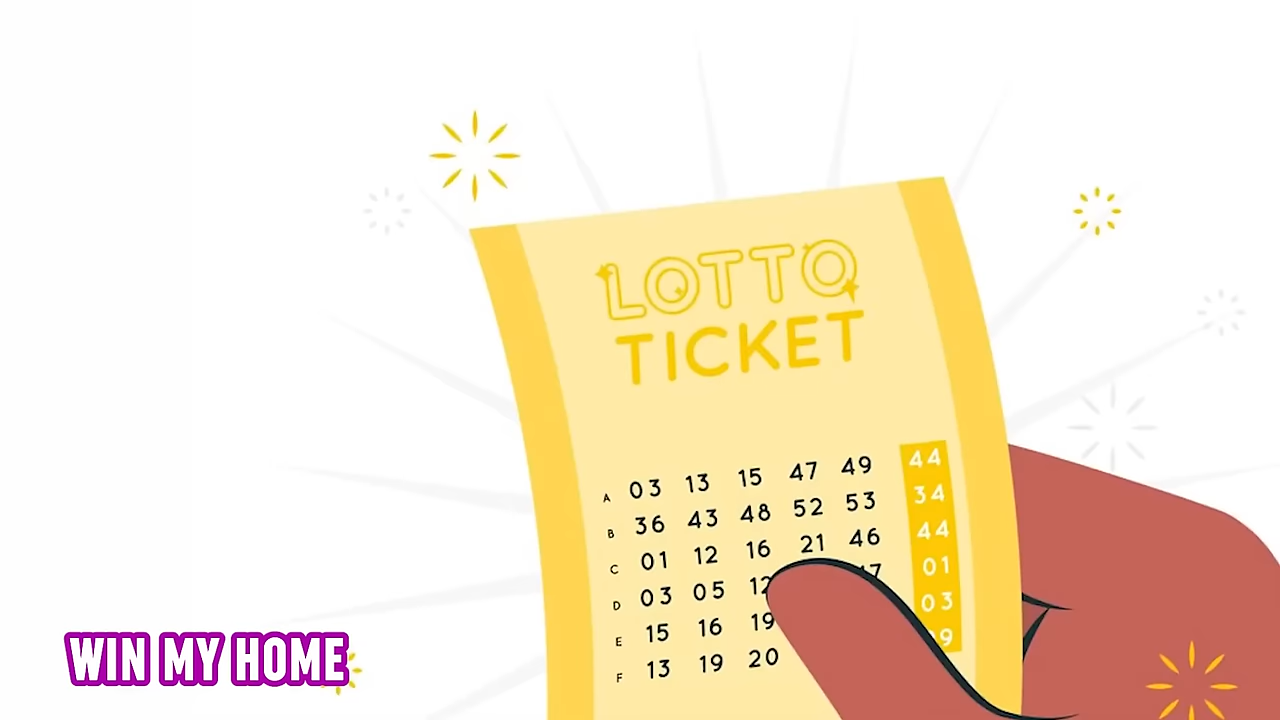 LOTTO
TICKET
A 03 13 15 47 49 44
B 36 43 48 52 53 34
C 01 12 16 21 46 44
D 03 05 01
E 15 16 19 03
F 13 19 20
WIN MY HOME